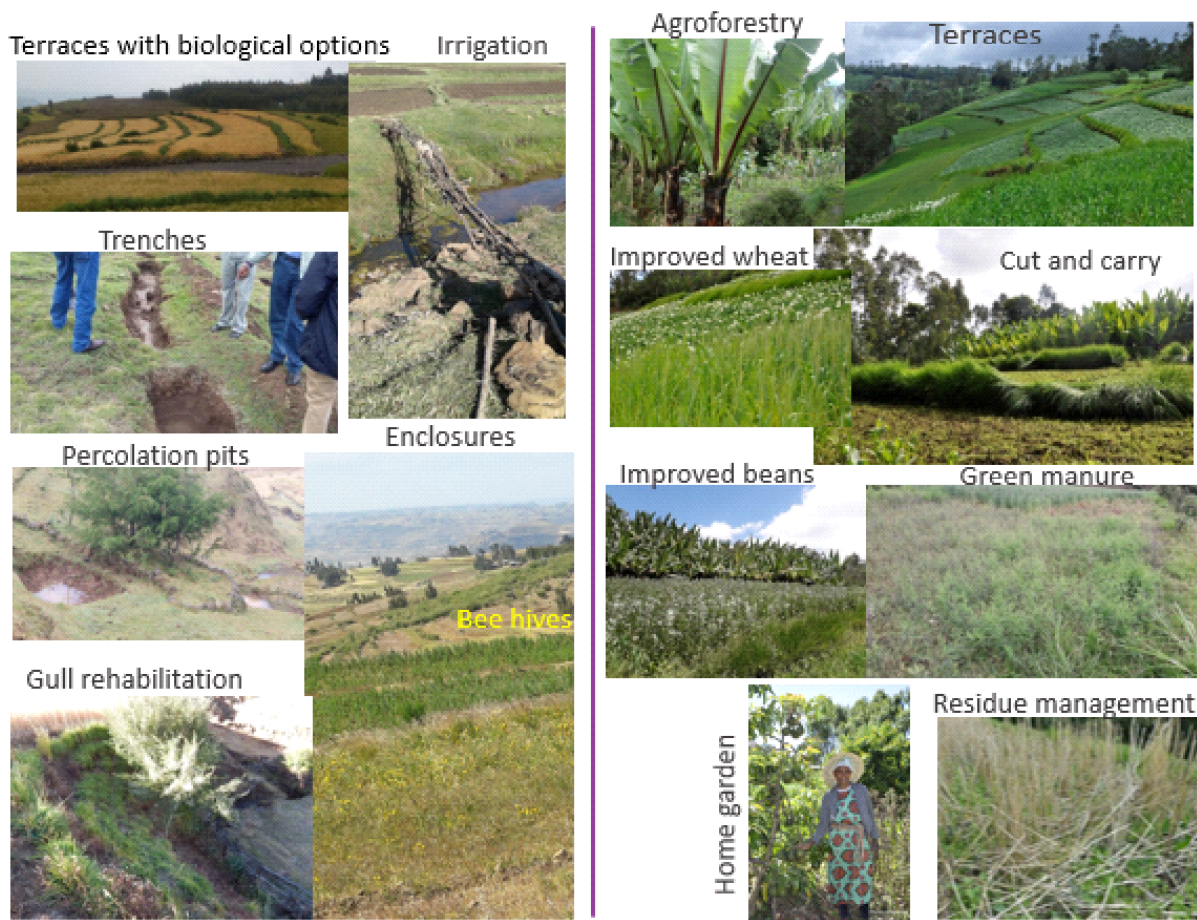 Terraces with biological options
Irrigation
Trenches
Percolation pits
Enclosures
Bee hives
Gull rehabilitation
Agroforestry
Terraces
Improved wheat
Cut and carry
Improved beans
Green manure
Home garden
Residue management